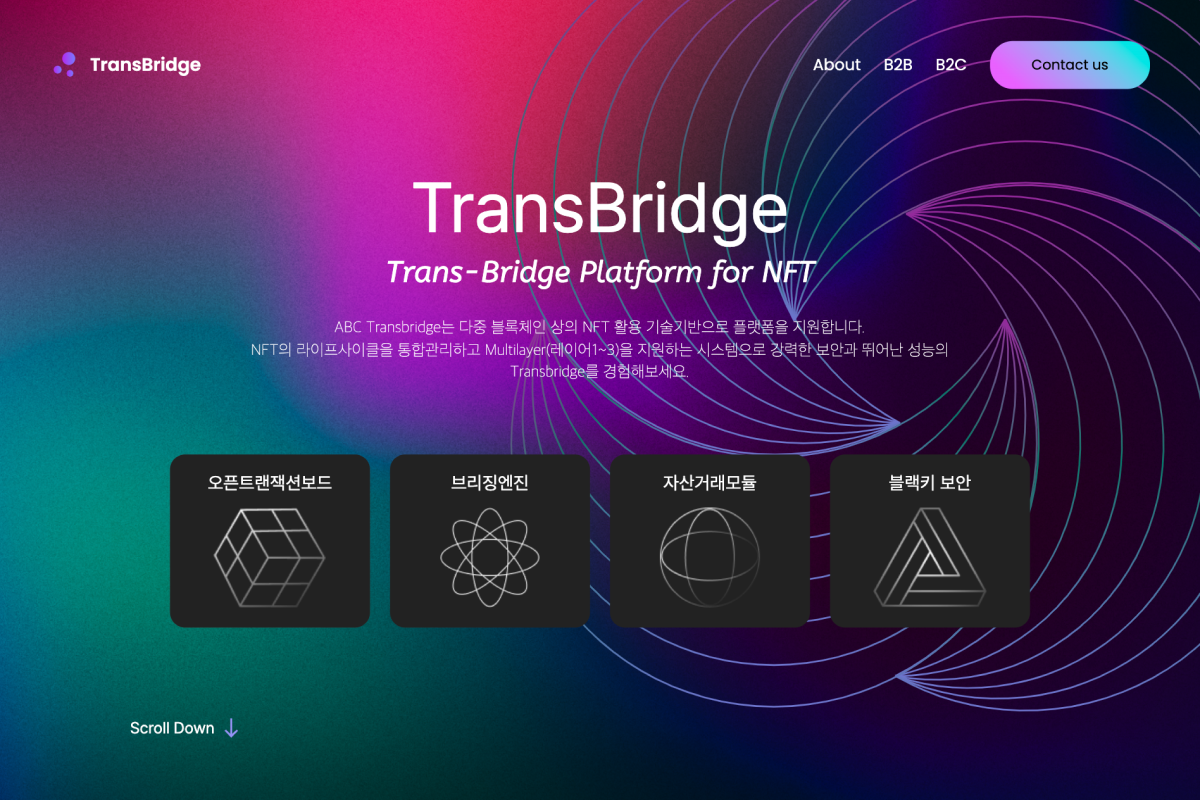 TransBridge
About B2B B2C Contact us
TransBridge
Trans-Bridge Platform for NFT
ABC Transbridge는 다중 블록체인 상의 NFT 활용 기술기반으로 플랫폼을 지원합니다.
NFT의 라이프사이클을 통합관리하고 Multilayer(레이어1~3)을 지원하는 시스템으로 강력한 보안과 뛰어난 성능의
Transbridge를 경험해보세요.
오픈트랜잭션보드 브리징엔진 자산거래모듈 블랙키 보안
Scroll Down